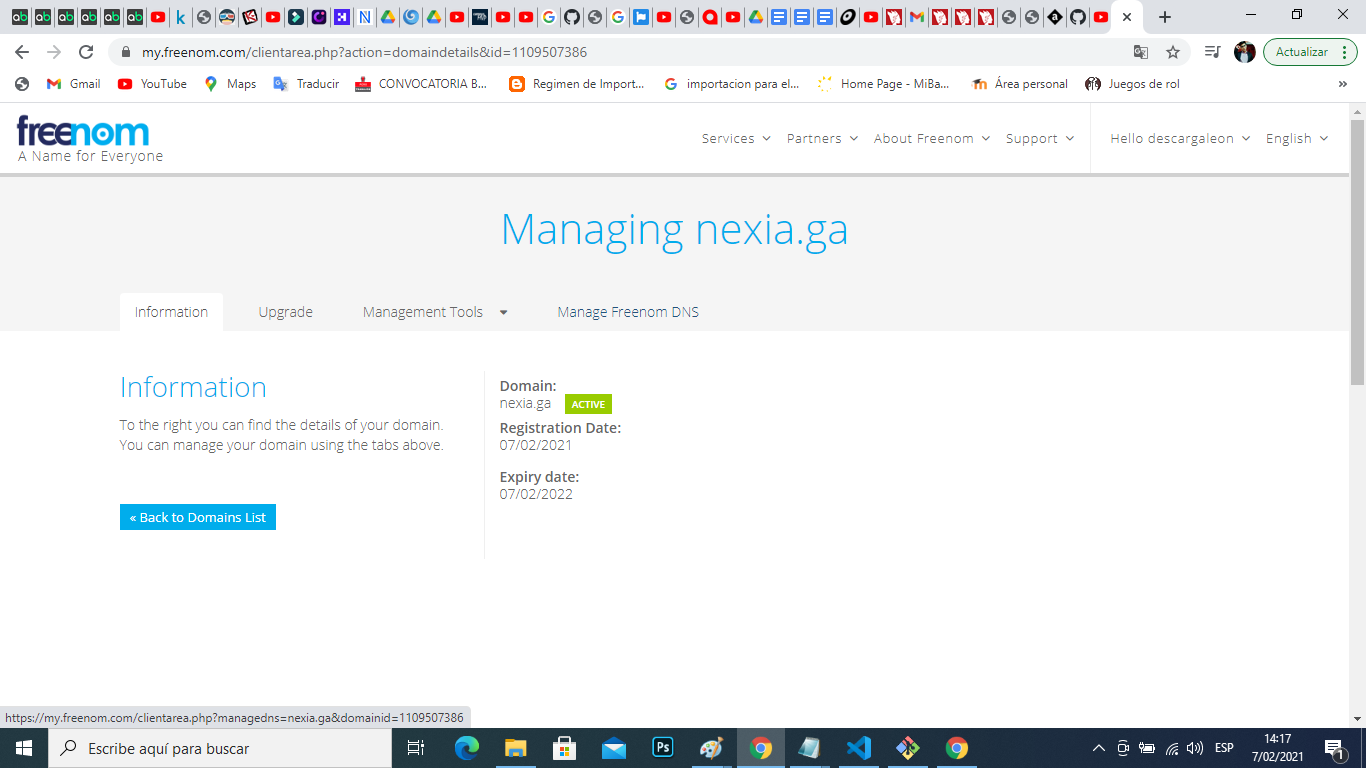 my.freenom.com/clientarea.php?action=domaindetails&id=1109507386
Actualizar
Gmail
YouTube
Maps
Traducir
CONVOCATORIA B...
Regimen de Import...
importacion para el...
Home Page - MiBa...
Área personal
Juegos de rol
»
freenom
A Name for Everyone
Services
Partners
About Freenom
Support
Hello descargaleon
English
Managing nexia.ga
Information
Upgrade
Management Tools
Manage Freenom DNS
Information
To the right you can find the details of your domain.
You can manage your domain using the tabs above.
« Back to Domains List
Domain:
nexia.ga ACTIVE
Registration Date:
07/02/2021
Expiry date:
07/02/2022
https://my.freenom.com/clientarea.php?managedns=nexia.ga&domainid=1109507386
Escribe aquí para buscar
Ps
ESP
14:17
7/02/2021
1